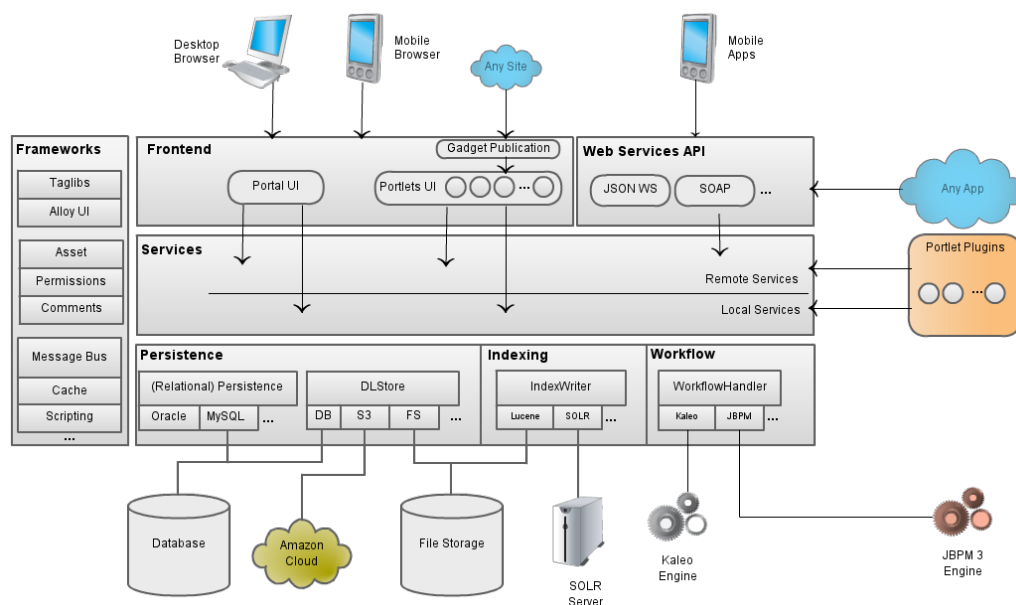 Desktop
Browser
Mobile
Browser
Any Site
Mobile
Apps
Frameworks
Taglibs
Alloy UI
Asset
Permissions
Comments
Message Bus
Cache
Scripting
...
Frontend
Gadget Publication
Portal UI
Portlets UI
...
Web Services API
JSON WS
SOAP
...
Any App
Services
Remote Services
Local Services
Portlet Plugins
...
Persistence
(Relational) Persistence
Oracle
MySQL
...
DLStore
DB
S3
FS
...
Indexing
IndexWriter
Lucene
SOLR
...
Workflow
WorkflowHandler
Kaleo
JBPM
...
Database
Amazon
Cloud
File Storage
SOLR
Server
Kaleo
Engine
JBPM 3
Engine